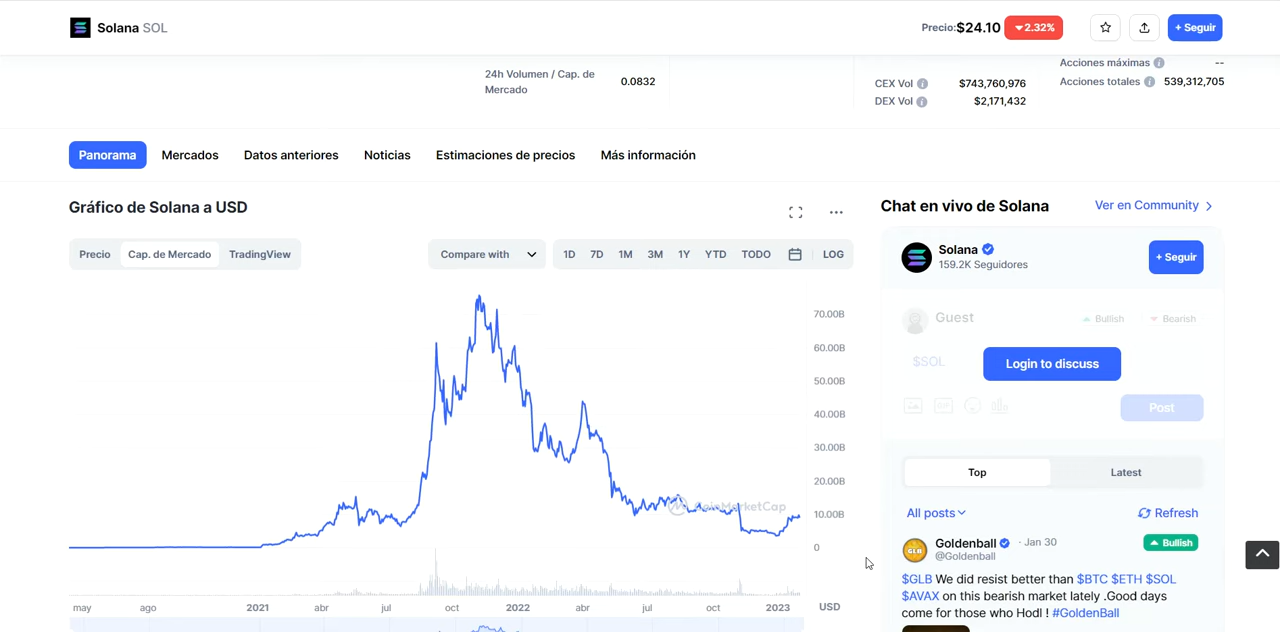 Solana SOL
Precio:$24.10 2.32%
+ Seguir
24h Volumen / Cap. de
Mercado
0.0832
CEX Vol $743,760,976
DEX Vol $2,171,432
Acciones máximas --
Acciones totales 539,312,705
Panorama Mercados Datos anteriores Noticias Estimaciones de precios Más información
Gráfico de Solana a USD
Precio Cap. de Mercado TradingView
Compare with
1D 7D 1M 3M 1Y YTD TODO LOG
70.00B
60.00B
50.00B
40.00B
30.00B
20.00B
10.00B
0
CoinMarketCap
may ago 2021 abr jul oct 2022 abr jul oct 2023 USD
Chat en vivo de Solana
Ver en Community
Solana
159.2K Seguidores
+ Seguir
Guest
Bullish Bearish
$SOL
Login to discuss
Post
Top Latest
All posts
Refresh
Goldenball · Jan 30
@Goldenball
Bullish
$GLB We did resist better than $BTC $ETH $SOL
$AVAX on this bearish market lately .Good days
come for those who Hodl ! #GoldenBall